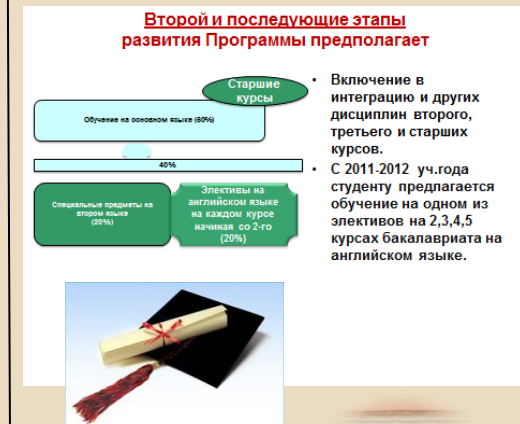 Второй и последующие этапы
развития Программы предполагает
Старшие
курсы
Обучение на основном языке (60%)
40%
Специальные предметы на
втором языке
(20%)
Элективы на
английском языке
на каждом курсе
начиная со 2-го
(20%)
• Включение в
интеграцию и других
дисциплин второго,
третьего и старших
курсов.
• С 2011-2012 уч.года
студенту предлагается
обучение на одном из
элективов на 2,3,4,5
курсах бакалавриата на
английском языке.